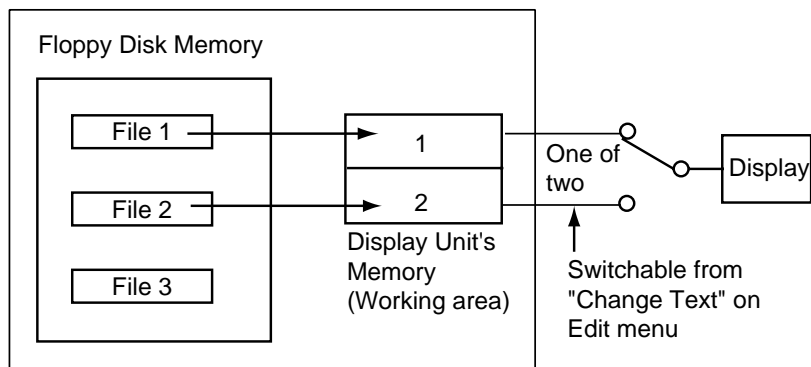 Floppy Disk Memory
File 1
File 2
File 3
1
2
Display Unit's
Memory
(Working area)
One of
two
Display
Switchable from
"Change Text" on
Edit menu